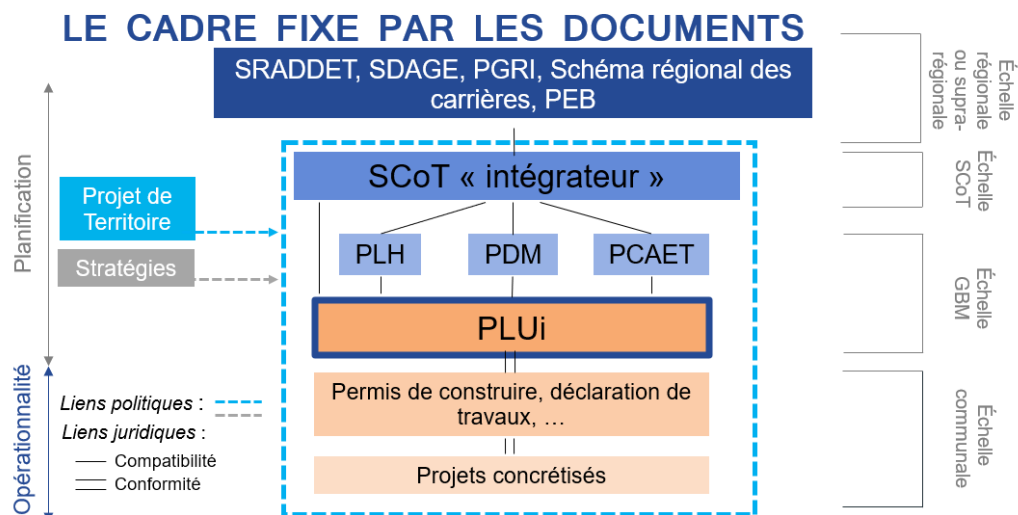 LE CADRE FIXE PAR LES DOCUMENTS
SRADDET, SDAGE, PGRI, Schéma régional des
carrières, PEB
Échelle
régionale
ou supra-
régionale
SCoT « intégrateur »
Échelle
SCoT
Planification
Projet de
Territoire
Stratégies
PLH
PDM
PCAET
Échelle
GBM
PLUi
Opérationnalité
Permis de construire, déclaration de
travaux, …
Liens politiques :
Liens juridiques :
Compatibilité
Conformité
Projets concrétisés
Échelle
communale